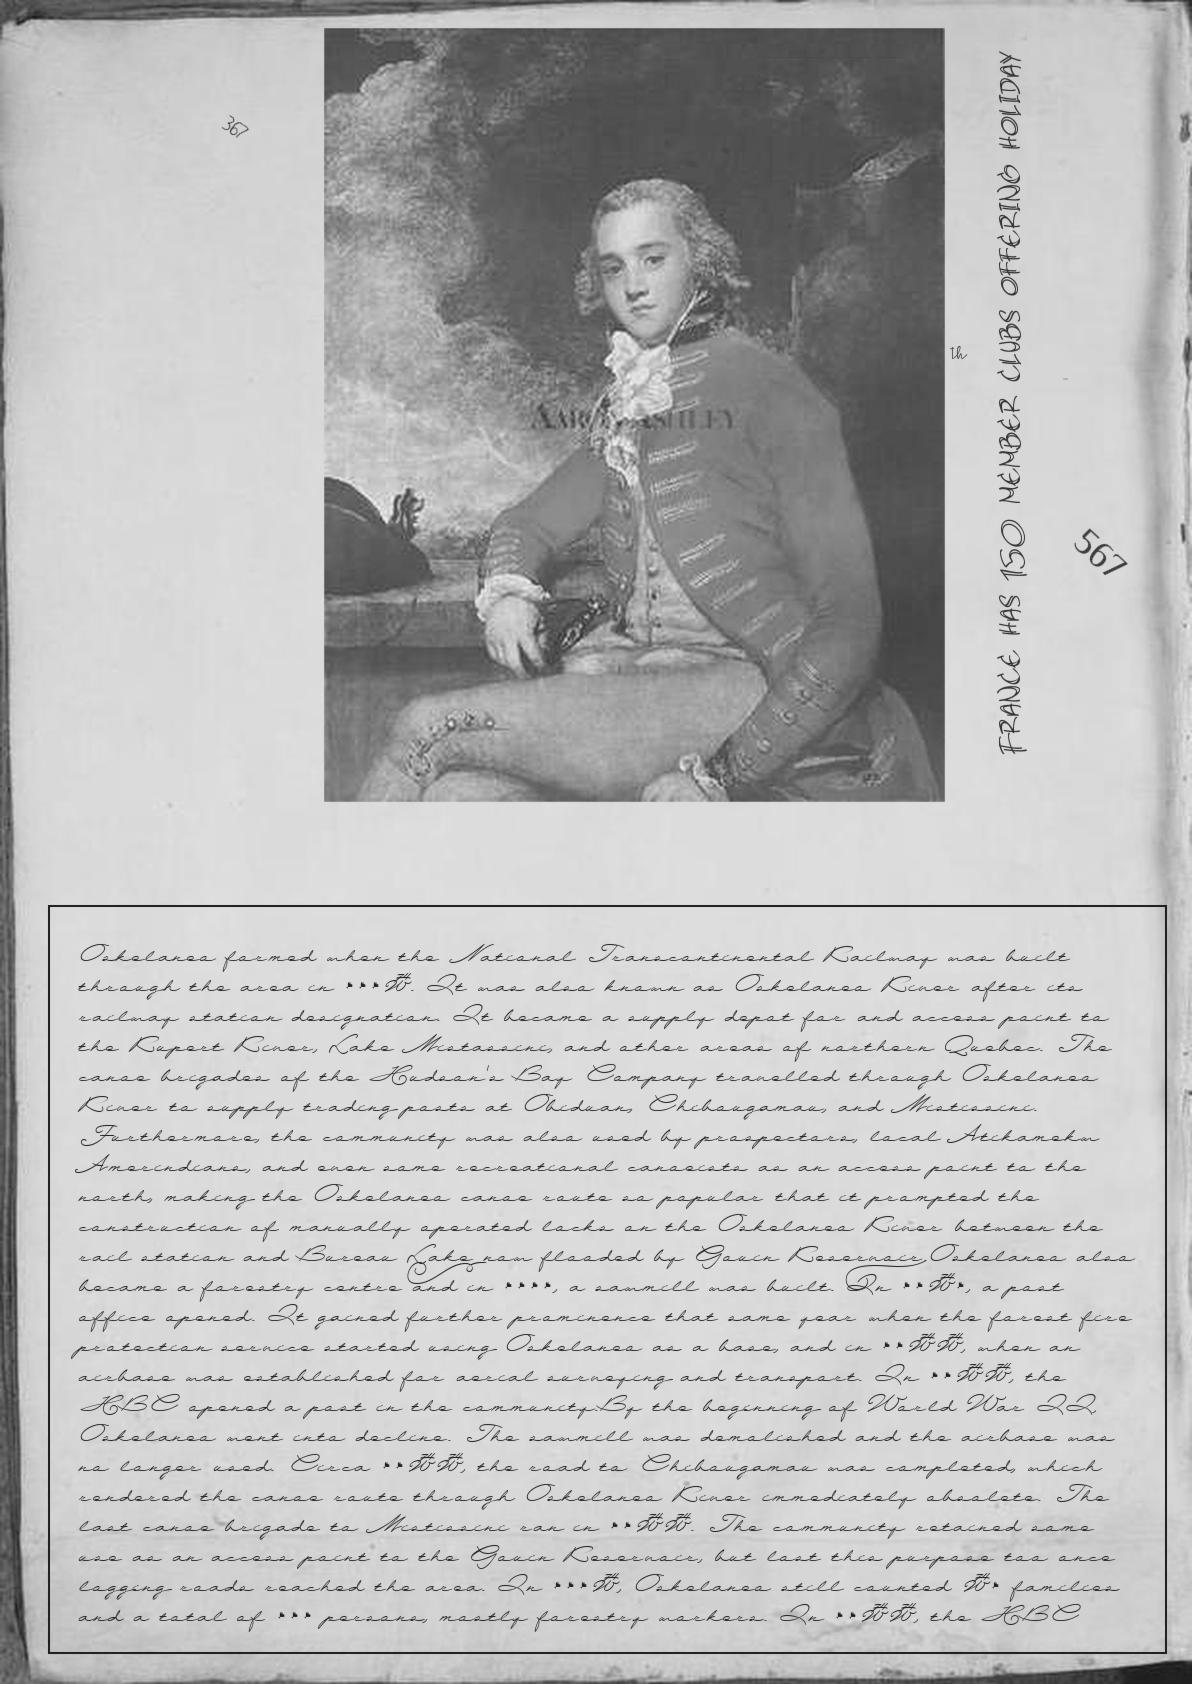 367
AARON ASHLEY
th
FRANCE HAS 150 MEMBER CLUBS OFFERING HOLIDAY
567
Oskelanea formed when the National Transcontinental Railway was built
through the area in . It was also known as Oskelanea River after its
railway station designation. It became a supply depot for and access point to
the Rupert River, Lake Mistassini, and other areas of northern Quebec. The
canoe brigades of the Hudson's Bay Company travelled through Oskelanea
River to supply trading posts at Obiduan, Chibougamau, and Mistissini.
Furthermore, the community was also used by prospectors, local Atikamekw
Amerindians, and even some recreational canoeists as an access point to the
north, making the Oskelanea canoe route so popular that it prompted the
construction of manually operated locks on the Oskelanea River between the
rail station and Bureau Lake now flooded by Gouin Reservoir Oskelanea also
became a forestry centre and in , a sawmill was built. In , a post
office opened. It gained further prominence that same year when the forest fire
protection service started using Oskelanea as a base, and in , when an
airbase was established for aerial surveying and transport. In , the
HBC opened a post in the community.By the beginning of World War II,
Oskelanea went into decline. The sawmill was demolished and the airbase was
no longer used. Circa , the road to Chibougamau was completed, which
rendered the canoe route through Oskelanea River immediately obsolete. The
last canoe brigade to Mistissini ran in . The community retained some
use as an access point to the Gouin Reservoir, but lost this purpose too once
logging roads reached the area. In , Oskelanea still counted families
and a total of persons, mostly forestry workers. In , the HBC